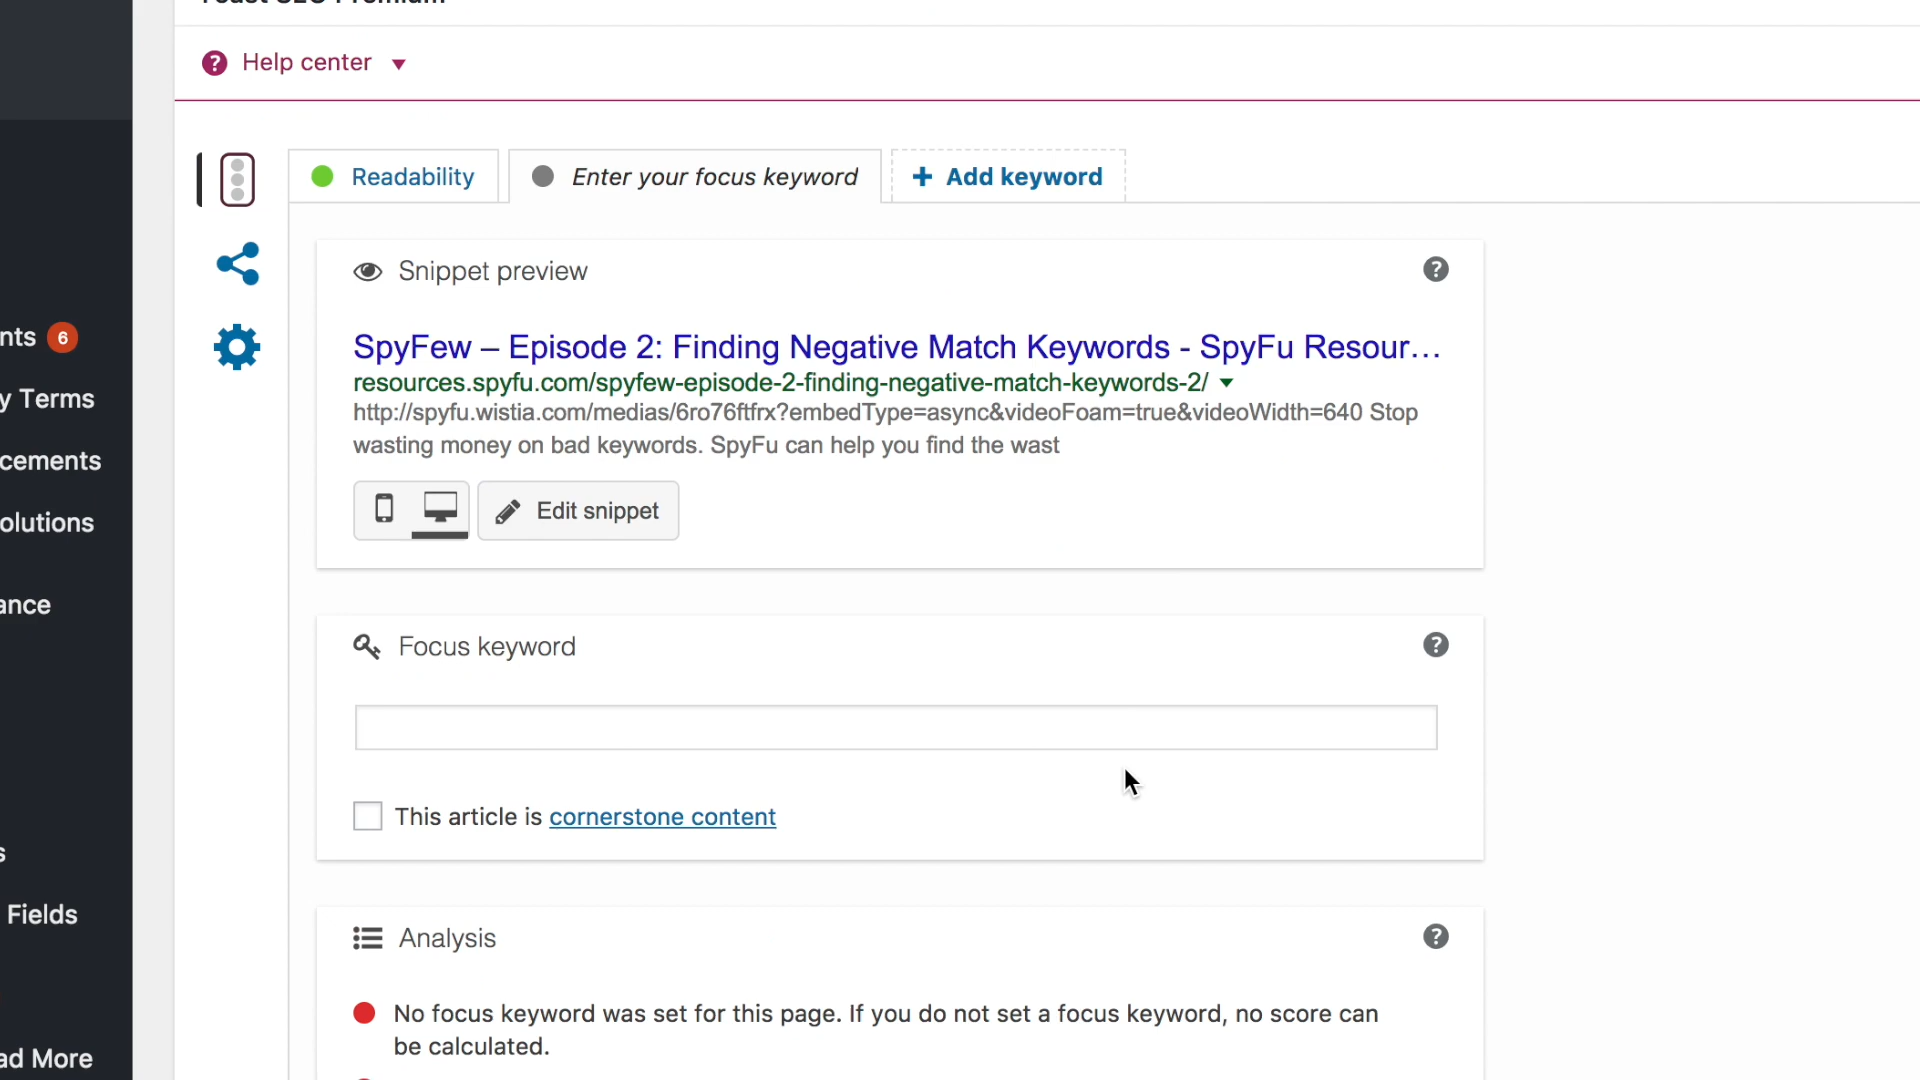 Yoast SEO Premium
Help center
Readability
Enter your focus keyword
+ Add keyword
Snippet preview
SpyFew – Episode 2: Finding Negative Match Keywords - SpyFu Resour...
resources.spyfu.com/spyfew-episode-2-finding-negative-match-keywords-2/
http://spyfu.wistia.com/medias/6ro76ftfrx?embedType=async&videoFoam=true&videoWidth=640 Stop
wasting money on bad keywords. SpyFu can help you find the wast
Edit snippet
Focus keyword
This article is cornerstone content
Analysis
No focus keyword was set for this page. If you do not set a focus keyword, no score can
be calculated.
nts 6
y Terms
cements
olutions
ance
s
Fields
ad More